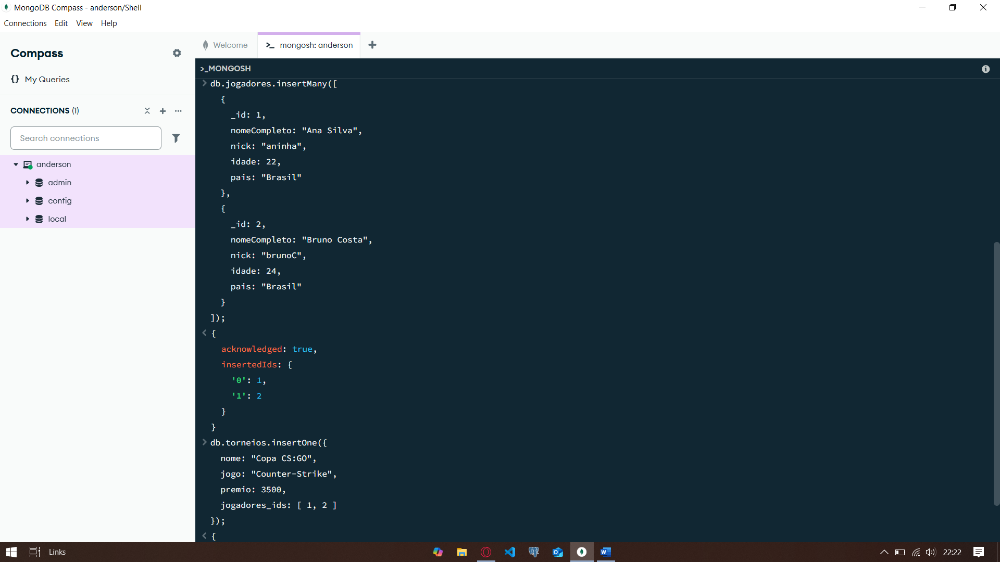 MongoDB Compass - anderson/Shell
Connections Edit View Help
Compass
{} My Queries
CONNECTIONS (1)
Search connections
anderson
admin
config
local
Welcome
>_ mongosh: anderson
>_MONGOSH
> db.jogadores.insertMany([
{
_id: 1,
nomeCompleto: "Ana Silva",
nick: "aninha",
idade: 22,
pais: "Brasil"
},
{
_id: 2,
nomeCompleto: "Bruno Costa",
nick: "brunoC",
idade: 24,
pais: "Brasil"
}
]);
< {
acknowledged: true,
insertedIds: {
'0': 1,
'1': 2
}
}
> db.torneios.insertOne({
nome: "Copa CS:GO",
jogo: "Counter-Strike",
premio: 3500,
jogadores_ids: [ 1, 2 ]
});
< {
Links
22:22